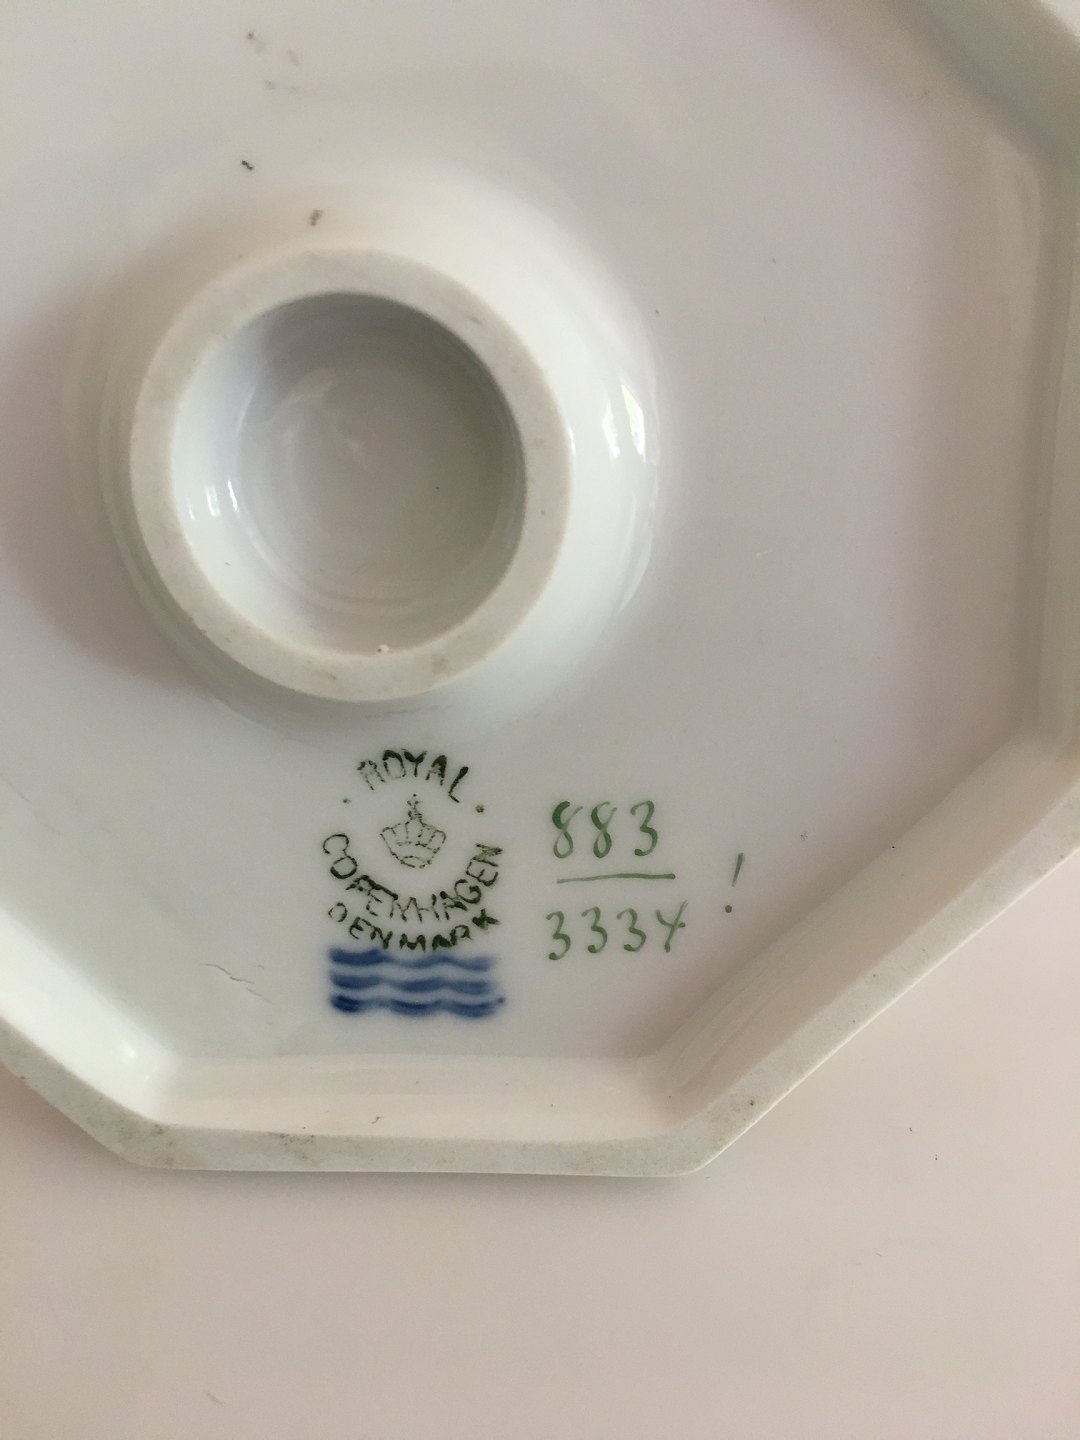 ROYAL
COPENHAGEN
DENMARK
883
3334 !